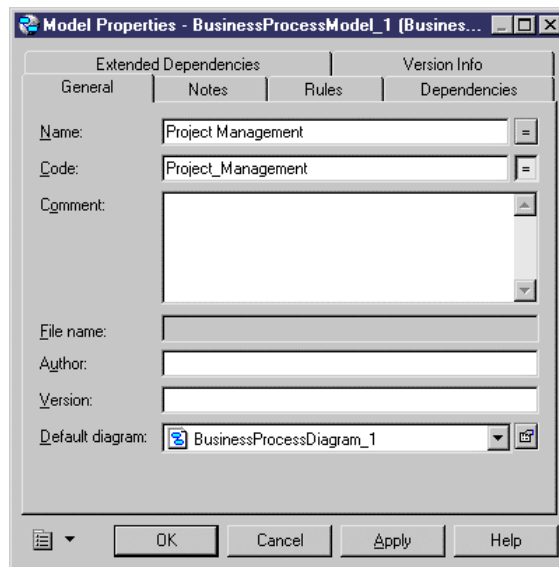 Model Properties - BusinessProcessModel_1 (Busines...
Extended Dependencies Version Info
General Notes Rules Dependencies
Name: Project Management =
Code: Project_Management =
Comment:
File name:
Author:
Version:
Default diagram: BusinessProcessDiagram_1
OK Cancel Apply Help